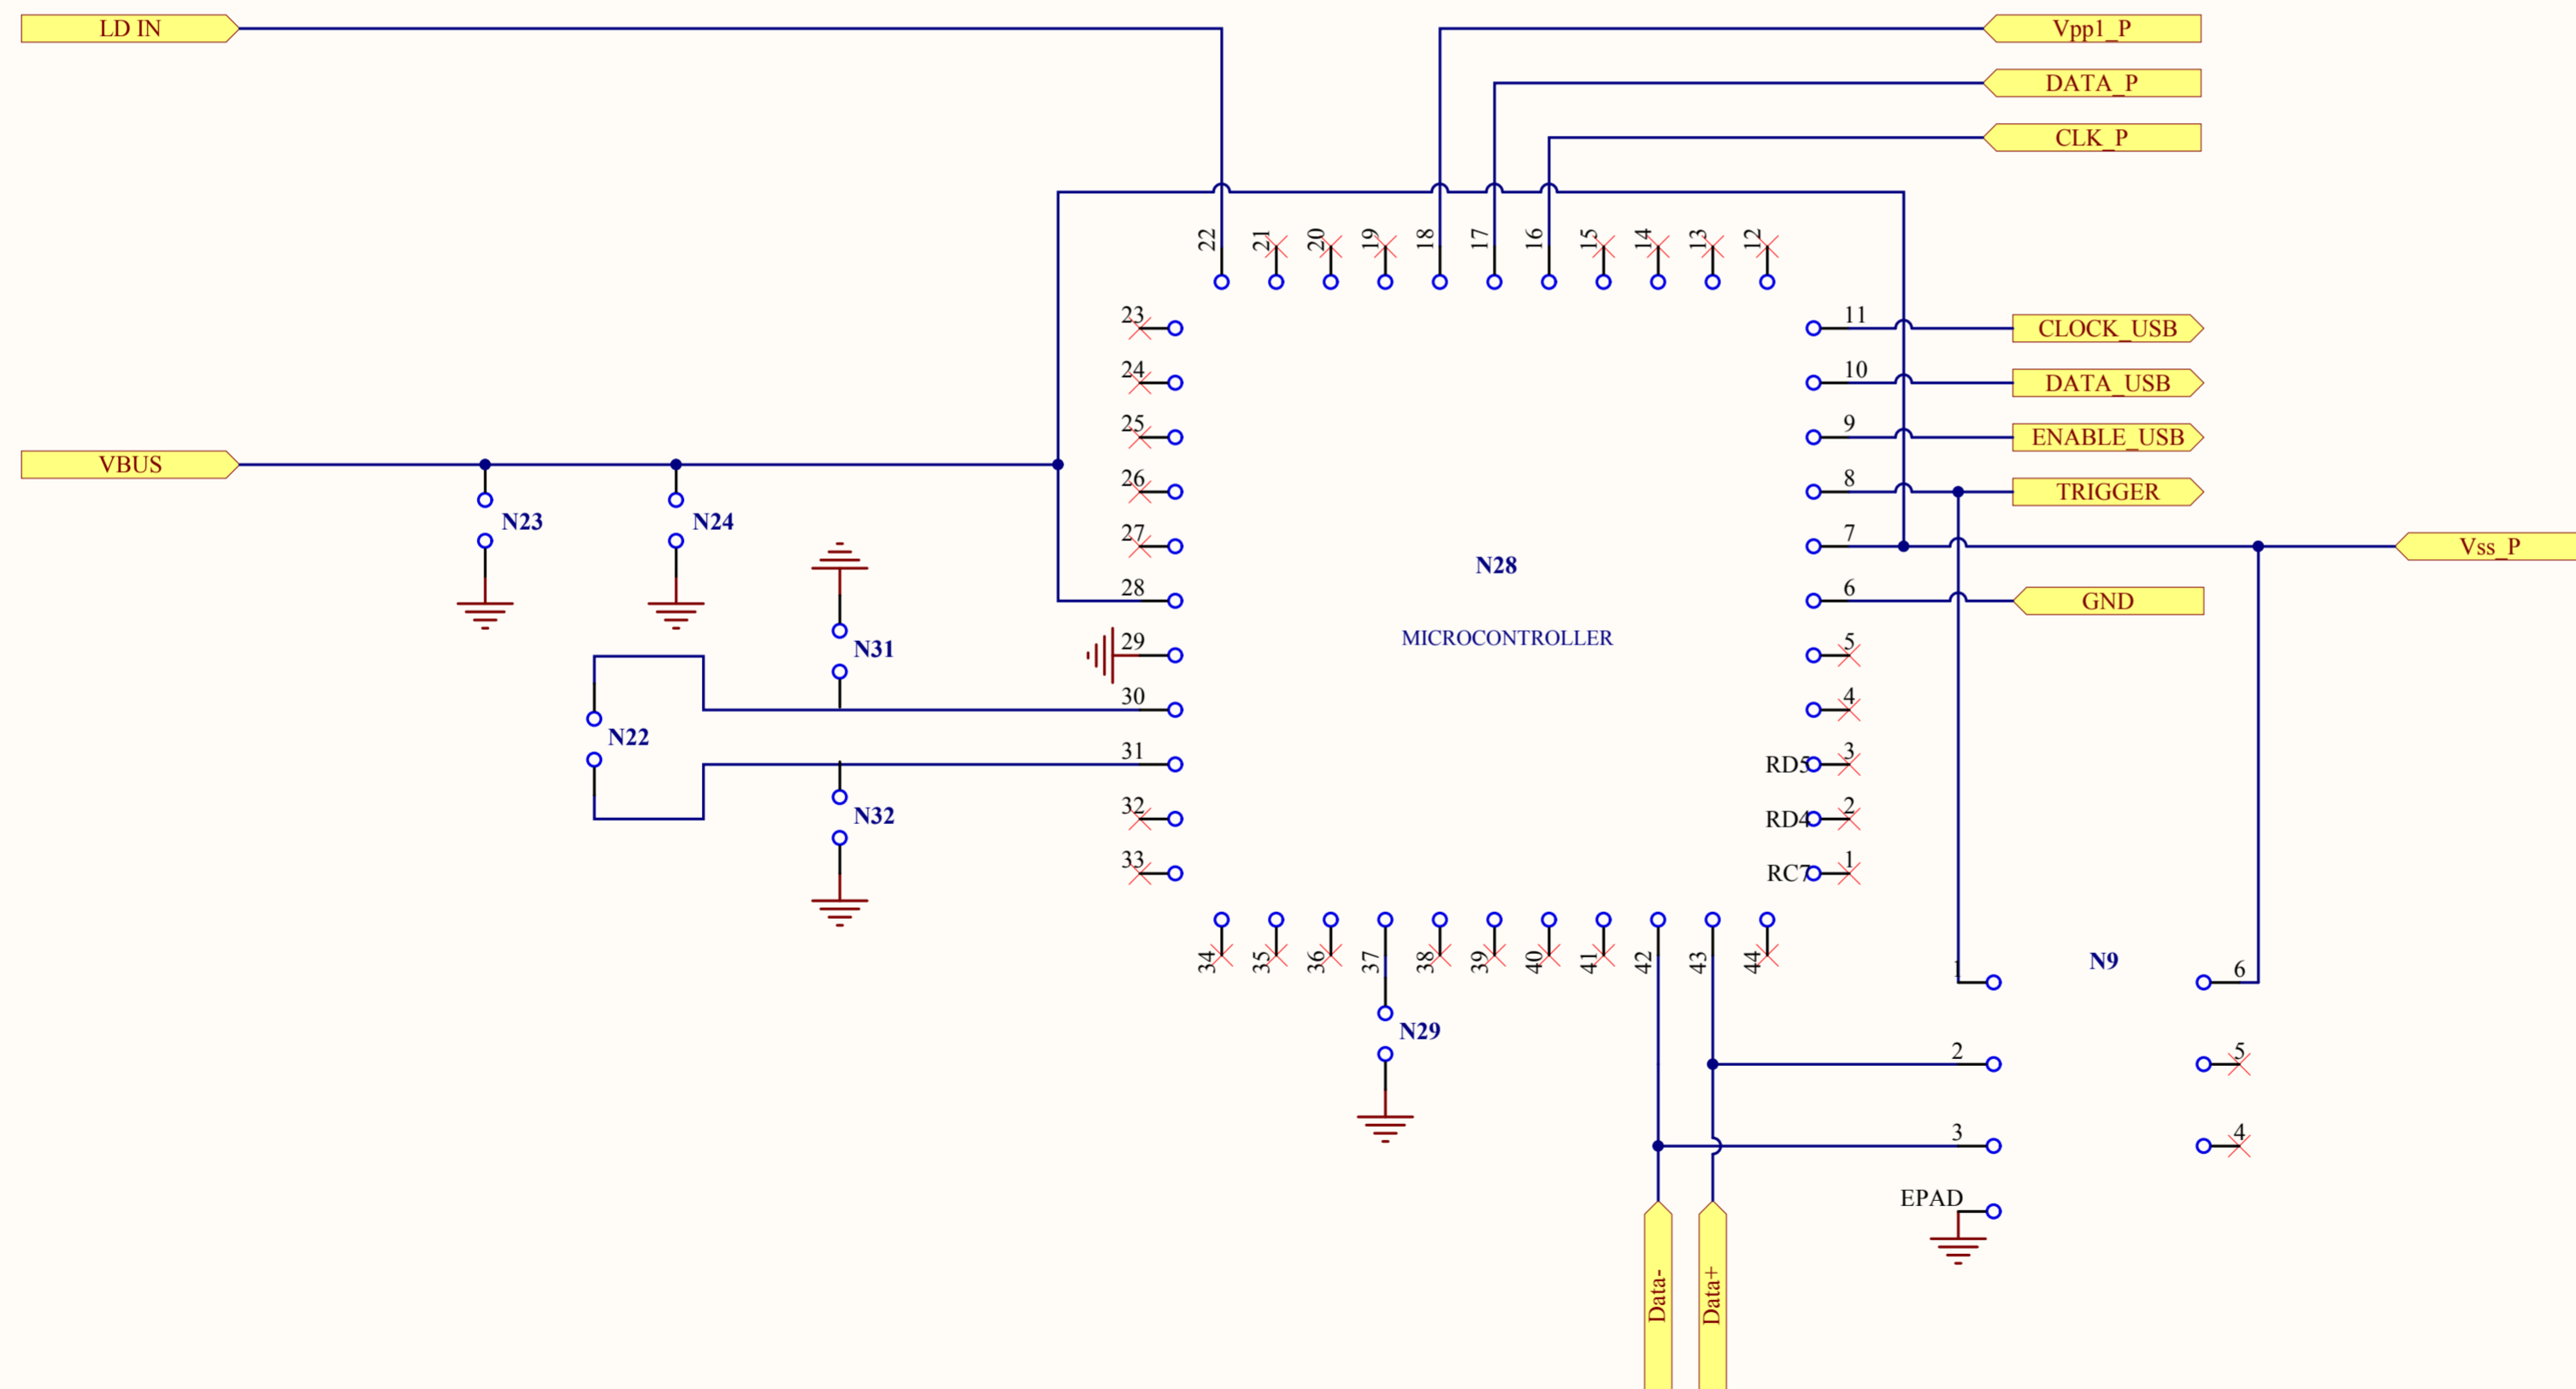 LD IN
Vpp1_P
DATA_P
CLK_P
22 21 20 19 18 17 16 15 14 13 12
23
11 CLOCK_USB
24
10 DATA_USB
25
9 ENABLE_USB
VBUS
26
8 TRIGGER
N23
N24
27
7
Vss_P
N28
28
6 GND
MICROCONTROLLER
N31
29
5
30
4
N22
31
RD5 3
32
RD4 2
N32
33
RC7 1
34 35 36 37 38 39 40 41 42 43 44
N9
1
6
N29
2
5
3
4
EPAD
Data-
Data+